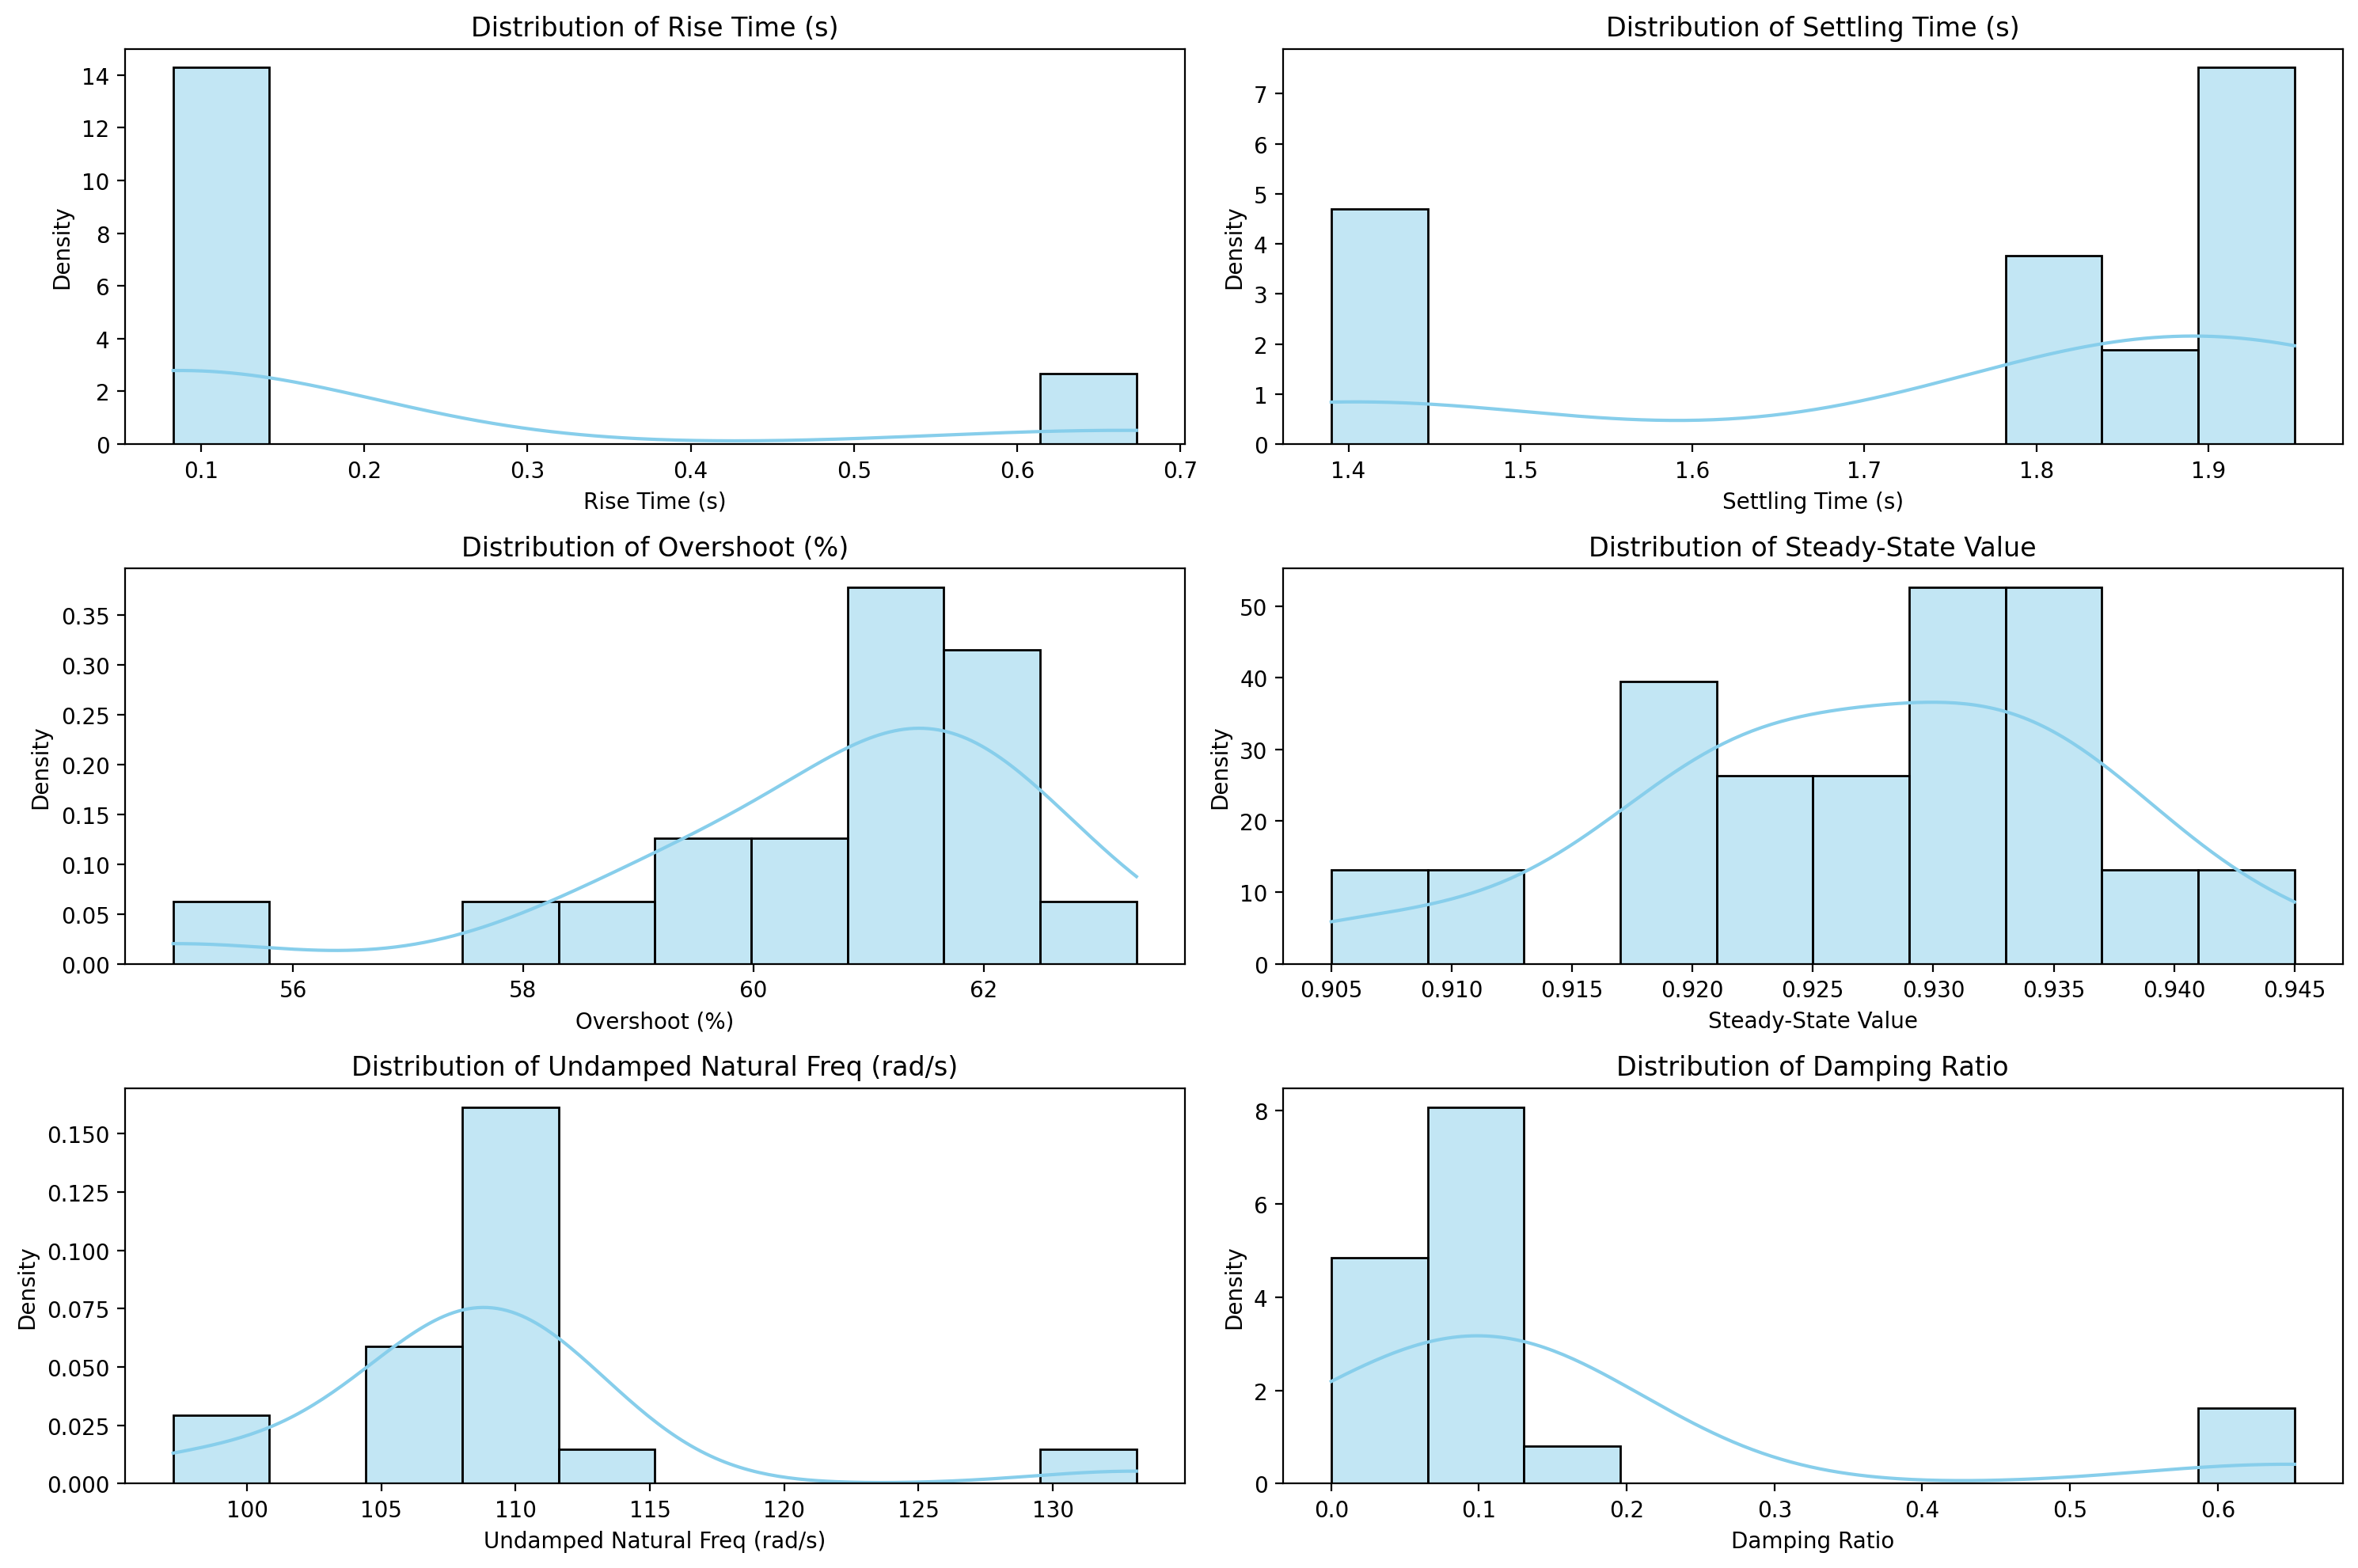 Distribution of Rise Time (s)
Density
14
12
10
8
6
4
2
0
0.1 0.2 0.3 0.4 0.5 0.6 0.7
Rise Time (s)
Distribution of Settling Time (s)
Density
7
6
5
4
3
2
1
0
1.4 1.5 1.6 1.7 1.8 1.9
Settling Time (s)
Distribution of Overshoot (%)
Density
0.35
0.30
0.25
0.20
0.15
0.10
0.05
0.00
56 58 60 62
Overshoot (%)
Distribution of Steady-State Value
Density
50
40
30
20
10
0
0.905 0.910 0.915 0.920 0.925 0.930 0.935 0.940 0.945
Steady-State Value
Distribution of Undamped Natural Freq (rad/s)
Density
0.150
0.125
0.100
0.075
0.050
0.025
0.000
100 105 110 115 120 125 130
Undamped Natural Freq (rad/s)
Distribution of Damping Ratio
Density
8
6
4
2
0
0.0 0.1 0.2 0.3 0.4 0.5 0.6
Damping Ratio